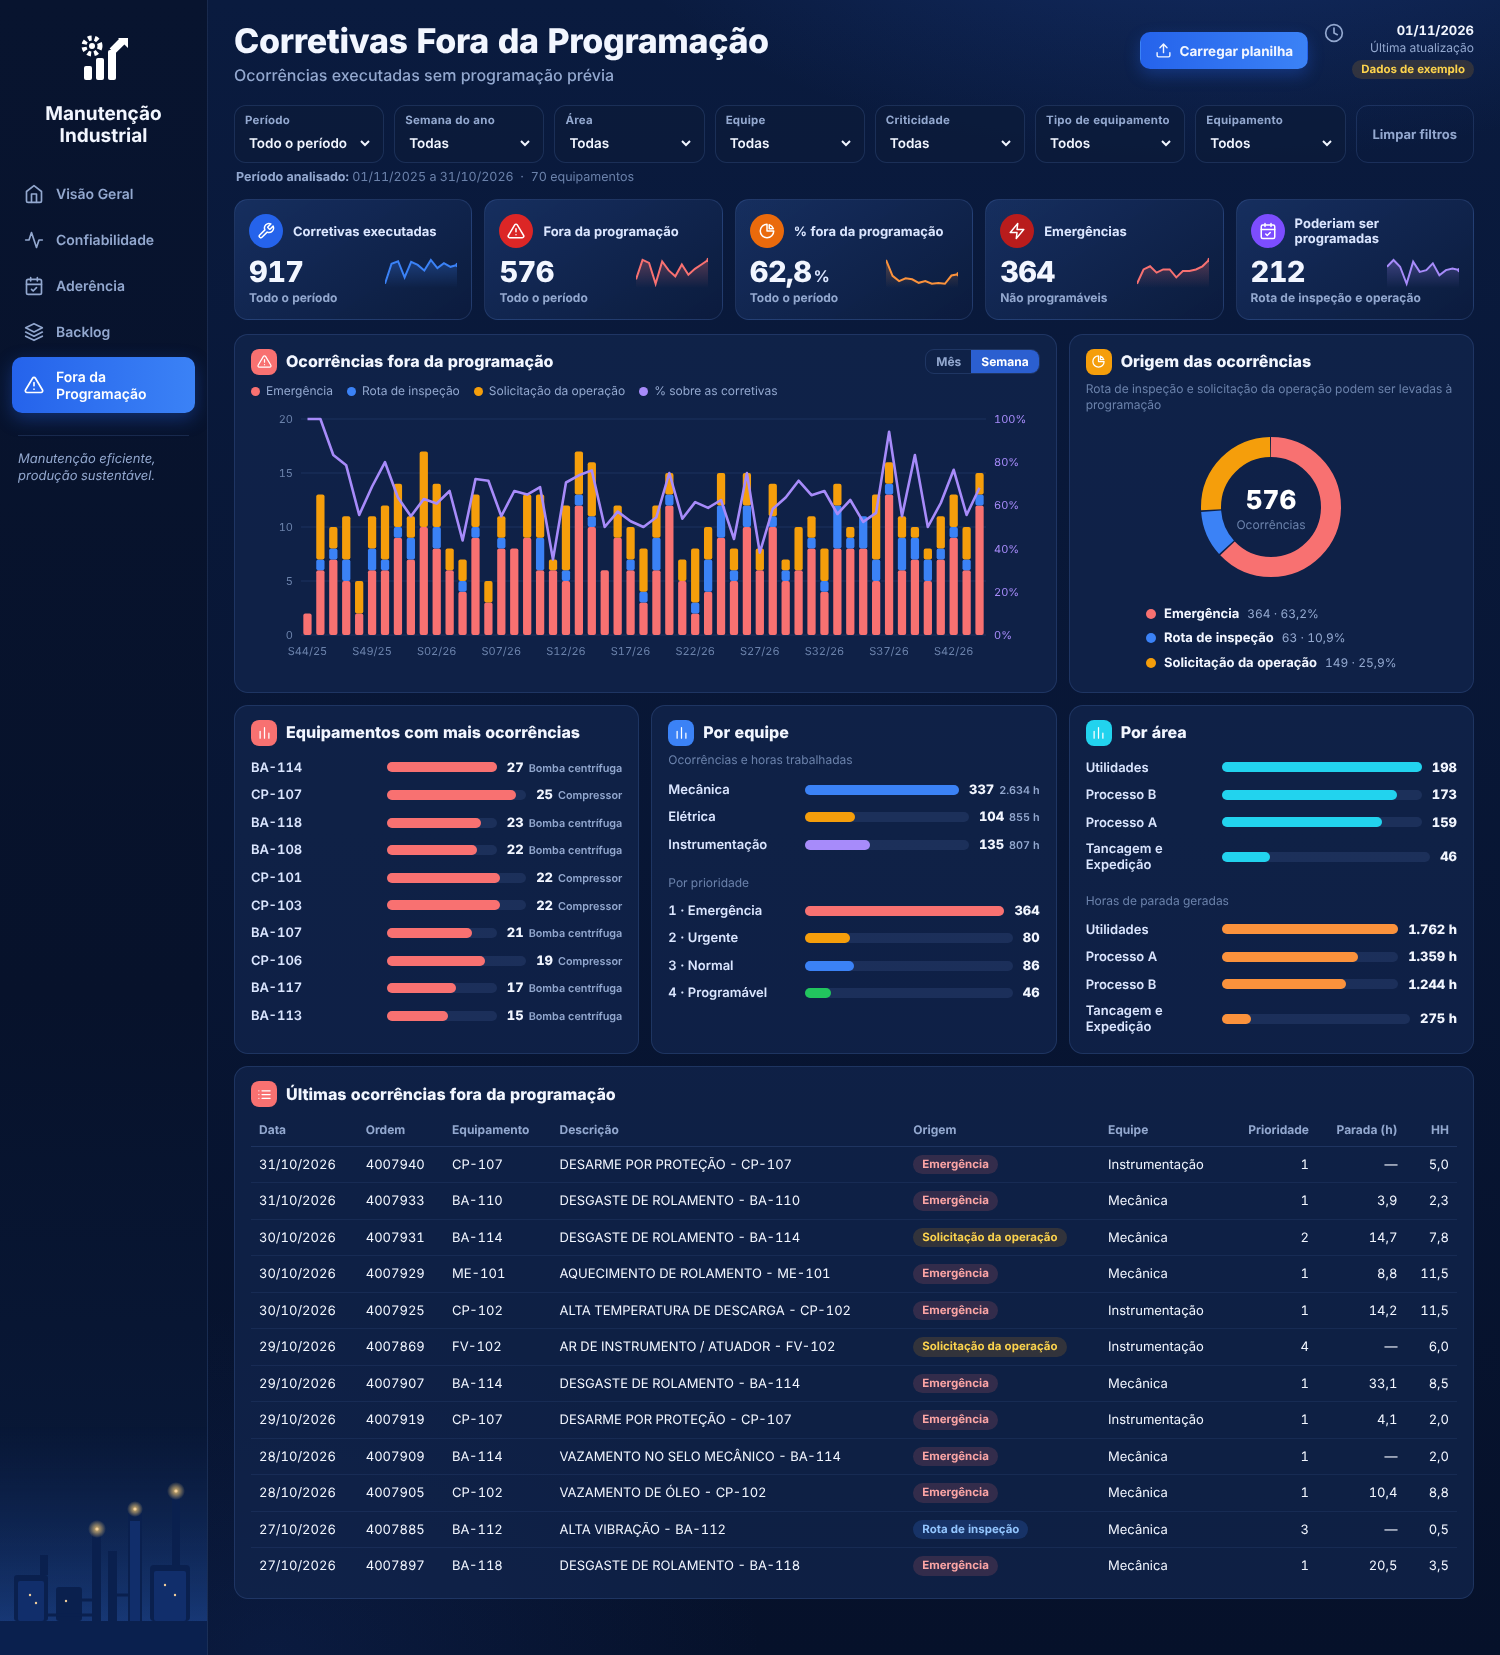 Manutenção
Industrial
Visão Geral
Confiabilidade
Aderência
Backlog
Fora da
Programação
Manutenção eficiente,
produção sustentável.
Corretivas Fora da Programação
Ocorrências executadas sem programação prévia
Carregar planilha
01/11/2026
Última atualização
Dados de exemplo
Período
Todo o período
Semana do ano
Todas
Área
Todas
Equipe
Todas
Criticidade
Todas
Tipo de equipamento
Todos
Equipamento
Todos
Limpar filtros
Período analisado: 01/11/2025 a 31/10/2026 · 70 equipamentos
Corretivas executadas
917
Todo o período
Fora da programação
576
Todo o período
% fora da programação
62,8%
Todo o período
Emergências
364
Não programáveis
Poderiam ser
programadas
212
Rota de inspeção e operação
Ocorrências fora da programação
Mês Semana
Emergência Rota de inspeção Solicitação da operação % sobre as corretivas
20 100%
15 80%
60%
10
40%
5
20%
0 0%
S44/25 S49/25 S02/26 S07/26 S12/26 S17/26 S22/26 S27/26 S32/26 S37/26 S42/26
Origem das ocorrências
Rota de inspeção e solicitação da operação podem ser levadas à
programação
576
Ocorrências
Emergência 364 · 63,2%
Rota de inspeção 63 · 10,9%
Solicitação da operação 149 · 25,9%
Equipamentos com mais ocorrências
BA-114 27 Bomba centrífuga
CP-107 25 Compressor
BA-118 23 Bomba centrífuga
BA-108 22 Bomba centrífuga
CP-101 22 Compressor
CP-103 22 Compressor
BA-107 21 Bomba centrífuga
CP-106 19 Compressor
BA-117 17 Bomba centrífuga
BA-113 15 Bomba centrífuga
Por equipe
Ocorrências e horas trabalhadas
Mecânica 337 2.634 h
Elétrica 104 855 h
Instrumentação 135 807 h
Por prioridade
1 · Emergência 364
2 · Urgente 80
3 · Normal 86
4 · Programável 46
Por área
Utilidades 198
Processo B 173
Processo A 159
Tancagem e
Expedição 46
Horas de parada geradas
Utilidades 1.762 h
Processo A 1.359 h
Processo B 1.244 h
Tancagem e
Expedição 275 h
Últimas ocorrências fora da programação
Data Ordem Equipamento Descrição Origem Equipe Prioridade Parada (h) HH
31/10/2026 4007940 CP-107 DESARME POR PROTEÇÃO - CP-107 Emergência Instrumentação 1 — 5,0
31/10/2026 4007933 BA-110 DESGASTE DE ROLAMENTO - BA-110 Emergência Mecânica 1 3,9 2,3
30/10/2026 4007931 BA-114 DESGASTE DE ROLAMENTO - BA-114 Solicitação da operação Mecânica 2 14,7 7,8
30/10/2026 4007929 ME-101 AQUECIMENTO DE ROLAMENTO - ME-101 Emergência Mecânica 1 8,8 11,5
30/10/2026 4007925 CP-102 ALTA TEMPERATURA DE DESCARGA - CP-102 Emergência Instrumentação 1 14,2 11,5
29/10/2026 4007869 FV-102 AR DE INSTRUMENTO / ATUADOR - FV-102 Solicitação da operação Instrumentação 4 — 6,0
29/10/2026 4007907 BA-114 DESGASTE DE ROLAMENTO - BA-114 Emergência Mecânica 1 33,1 8,5
29/10/2026 4007919 CP-107 DESARME POR PROTEÇÃO - CP-107 Emergência Instrumentação 1 4,1 2,0
28/10/2026 4007909 BA-114 VAZAMENTO NO SELO MECÂNICO - BA-114 Emergência Mecânica 1 — 2,0
28/10/2026 4007905 CP-102 VAZAMENTO DE ÓLEO - CP-102 Emergência Mecânica 1 10,4 8,8
27/10/2026 4007885 BA-112 ALTA VIBRAÇÃO - BA-112 Rota de inspeção Mecânica 3 — 0,5
27/10/2026 4007897 BA-118 DESGASTE DE ROLAMENTO - BA-118 Emergência Mecânica 1 20,5 3,5